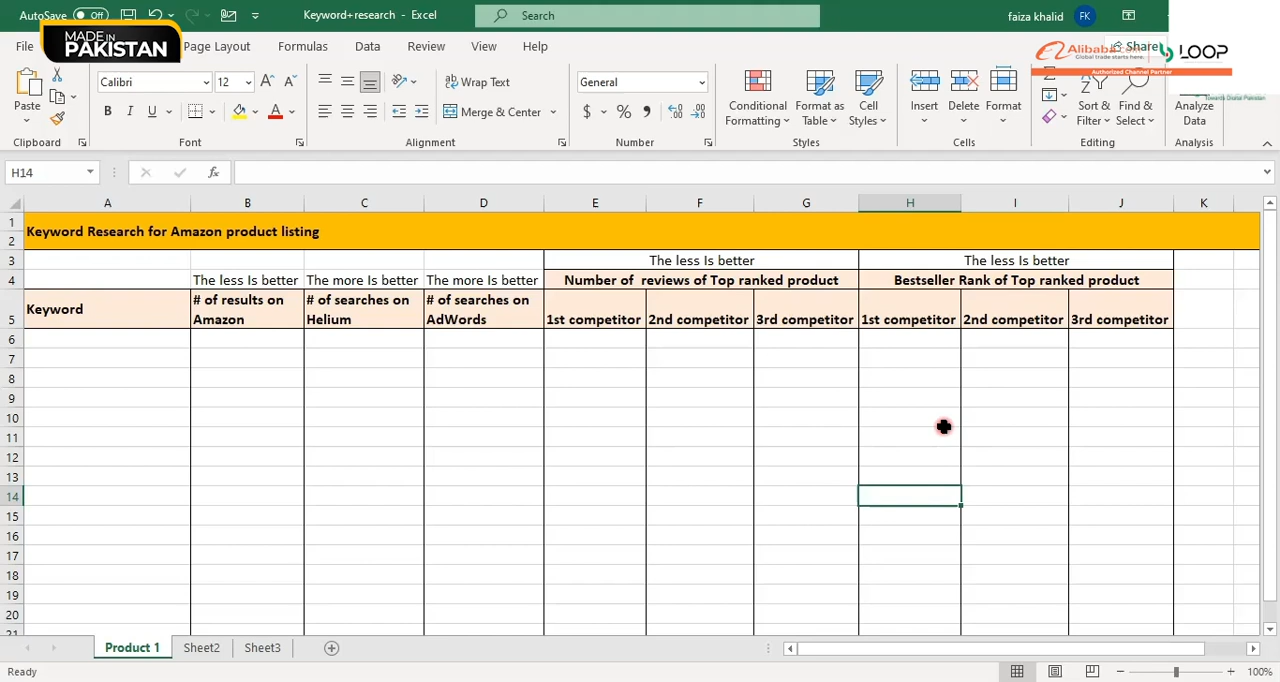 AutoSave Off Keyword+research - Excel Search faiza khalid FK
MADE IN
PAKISTAN
File Page Layout Formulas Data Review View Help Share
Alibaba.com LOOP
Global trade starts here.
Authorized Channel Partner
Towards Digital Pakistan
Paste Calibri 12 A A Wrap Text General Conditional Formatting Format as Table Cell Styles Insert Delete Format Sort & Filter Find & Select Analyze Data
B I U A Merge & Center $ % 9 .00
Clipboard Font Alignment Number Styles Cells Editing Analysis
H14 fx
A B C D E F G H I J K
1
2 Keyword Research for Amazon product listing
3 The less Is better The less Is better
4 The less Is better The more Is better The more Is better Number of reviews of Top ranked product Bestseller Rank of Top ranked product
5 Keyword # of results on Amazon # of searches on Helium # of searches on AdWords 1st competitor 2nd competitor 3rd competitor 1st competitor 2nd competitor 3rd competitor
6
7
8
9
10
11
12
13
14
15
16
17
18
19
20
21
Product 1 Sheet2 Sheet3
Ready 100%